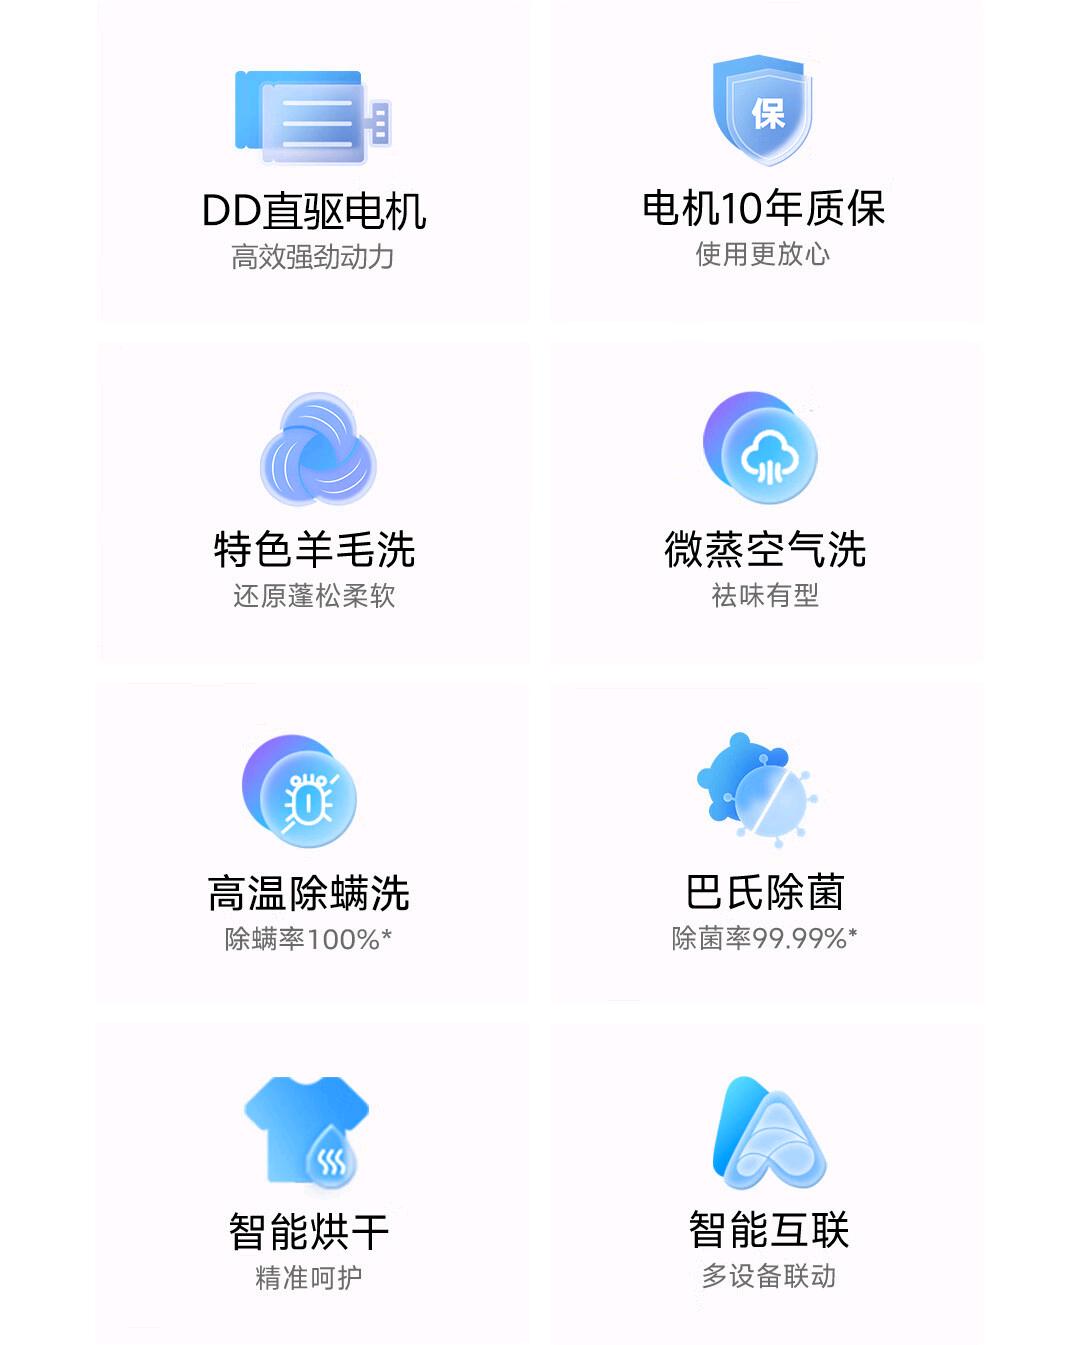 DD直驱电机
高效强劲动力
保
电机10年质保
使用更放心
特色羊毛洗
还原蓬松柔软
微蒸空气洗
祛味有型
高温除螨洗
除螨率100%*
巴氏除菌
除菌率99.99%*
智能烘干
精准呵护
智能互联
多设备联动